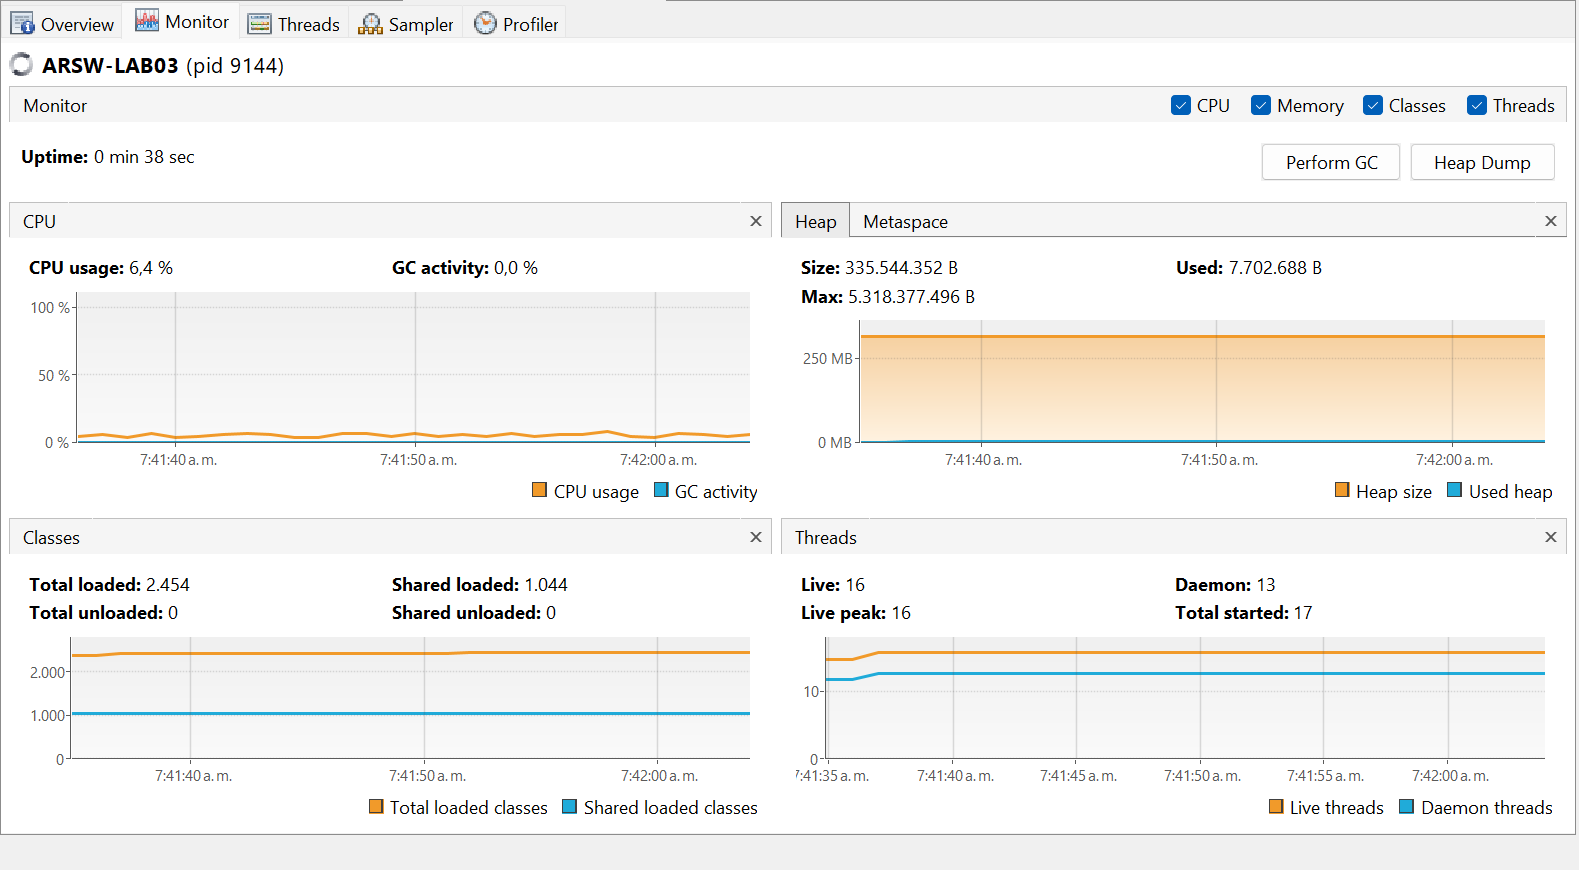 Overview Monitor Threads Sampler Profiler
ARSW-LAB03 (pid 9144)
Monitor CPU Memory Classes Threads
Uptime: 0 min 38 sec
Perform GC Heap Dump
CPU
CPU usage: 6,4 % GC activity: 0,0 %
100 %
50 %
0 %
7:41:40 a. m. 7:41:50 a. m. 7:42:00 a. m.
CPU usage GC activity
Heap Metaspace
Size: 335.544.352 B Used: 7.702.688 B
Max: 5.318.377.496 B
250 MB
0 MB
7:41:40 a. m. 7:41:50 a. m. 7:42:00 a. m.
Heap size Used heap
Classes
Total loaded: 2.454 Shared loaded: 1.044
Total unloaded: 0 Shared unloaded: 0
2.000
1.000
0
7:41:40 a. m. 7:41:50 a. m. 7:42:00 a. m.
Total loaded classes Shared loaded classes
Threads
Live: 16 Daemon: 13
Live peak: 16 Total started: 17
10
0
7:41:35 a. m. 7:41:40 a. m. 7:41:45 a. m. 7:41:50 a. m. 7:41:55 a. m. 7:42:00 a. m.
Live threads Daemon threads